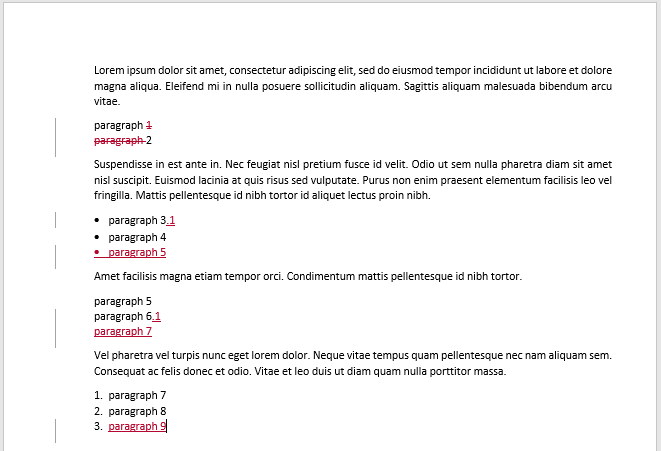 Lorem ipsum dolor sit amet, consectetur adipiscing elit, sed do eiusmod tempor incididunt ut labore et dolore
magna aliqua. Eleifend mi in nulla posuere sollicitudin aliquam. Sagittis aliquam malesuada bibendum arcu
vitae.
paragraph 1
paragraph 2
Suspendisse in est ante in. Nec feugiat nisl pretium fusce id velit. Odio ut sem nulla pharetra diam sit amet
nisl suscipit. Euismod lacinia at quis risus sed vulputate. Purus non enim praesent elementum facilisis leo vel
fringilla. Mattis pellentesque id nibh tortor id aliquet lectus proin nibh.
• paragraph 3.1
• paragraph 4
• paragraph 5
Amet facilisis magna etiam tempor orci. Condimentum mattis pellentesque id nibh tortor.
paragraph 5
paragraph 6.1
paragraph 7
Vel pharetra vel turpis nunc eget lorem dolor. Neque vitae tempus quam pellentesque nec nam aliquam sem.
Consequat ac felis donec et odio. Vitae et leo duis ut diam quam nulla porttitor massa.
1. paragraph 7
2. paragraph 8
3. paragraph 9